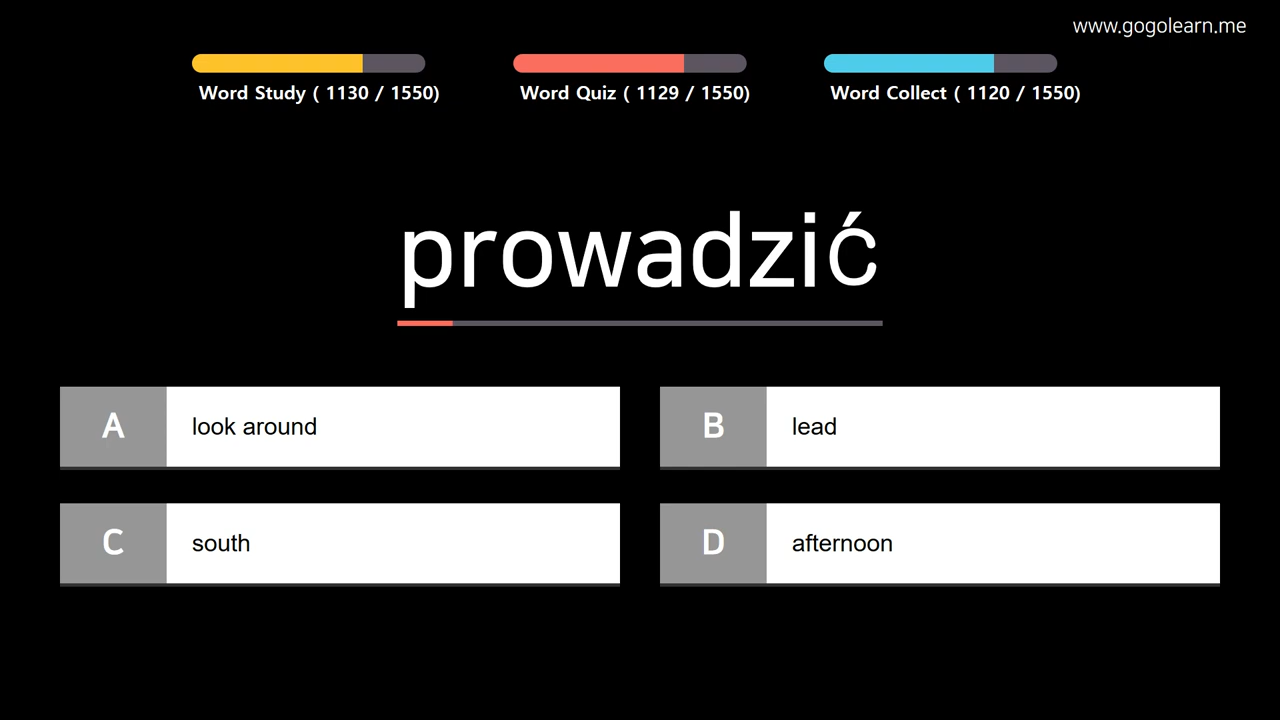 www.gogolearn.me
Word Study ( 1130 / 1550)
Word Quiz ( 1129 / 1550)
Word Collect ( 1120 / 1550)
prowadzić
A look around
B lead
C south
D afternoon